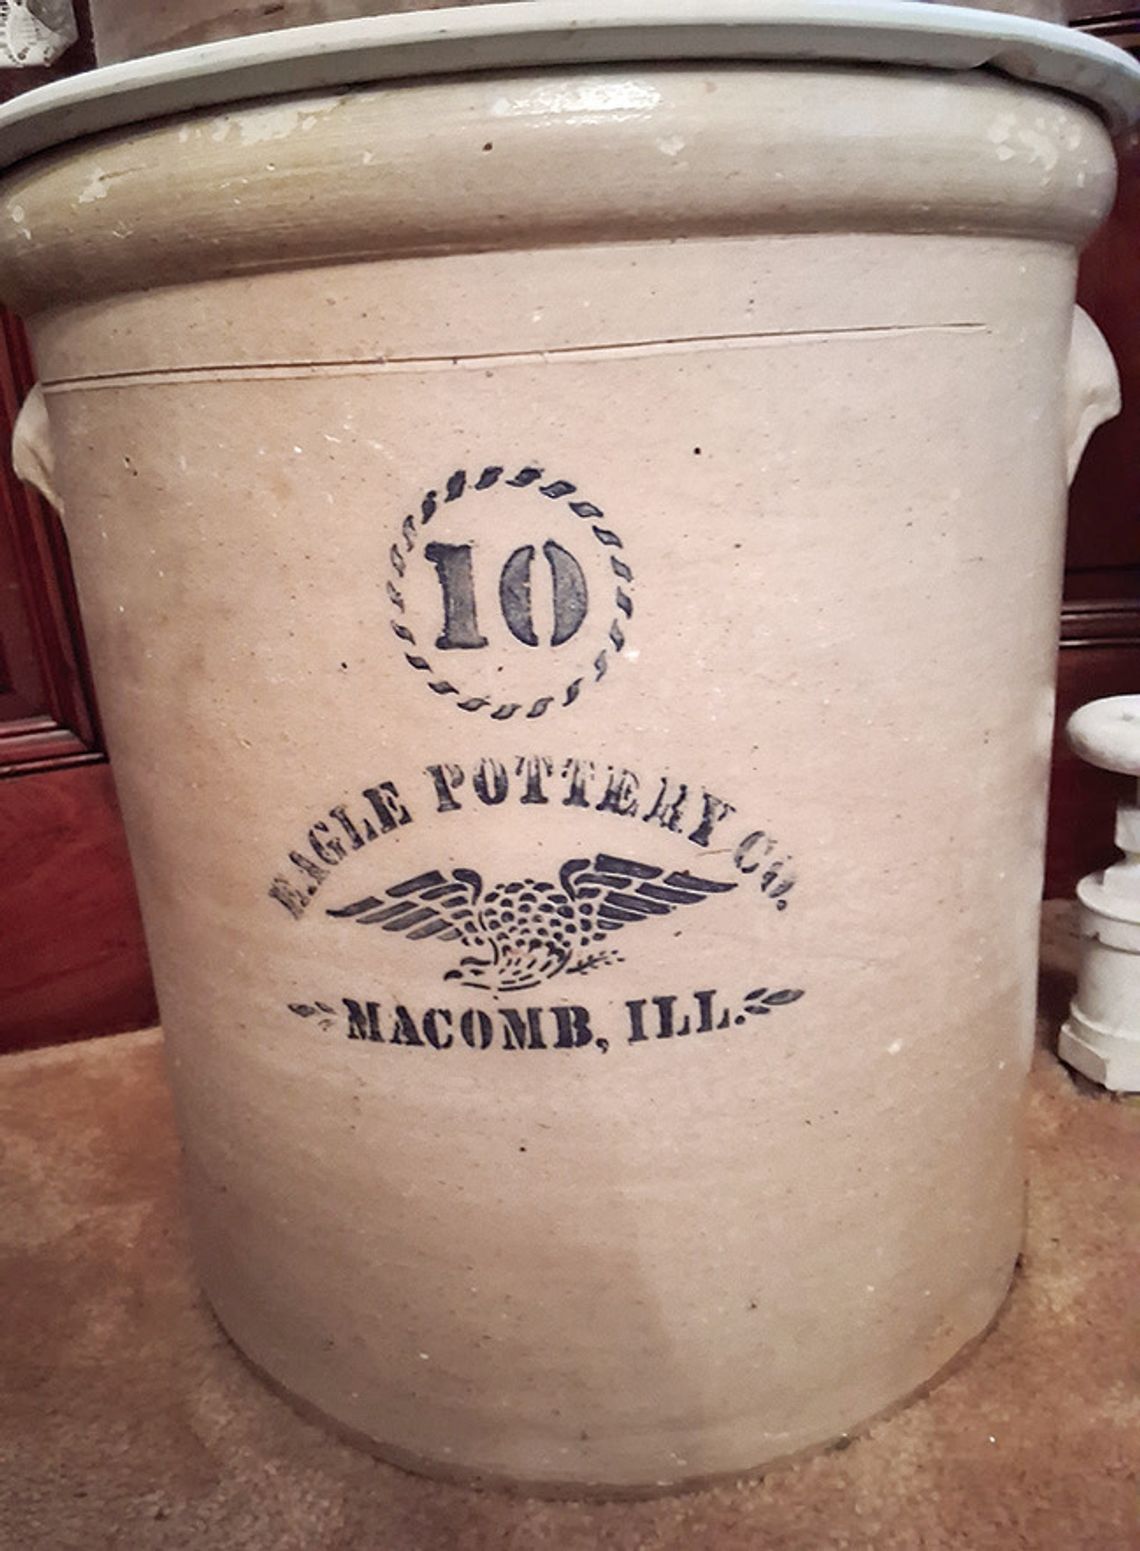 10
EAGLE POTTERY CO.
MACOMB, ILL.